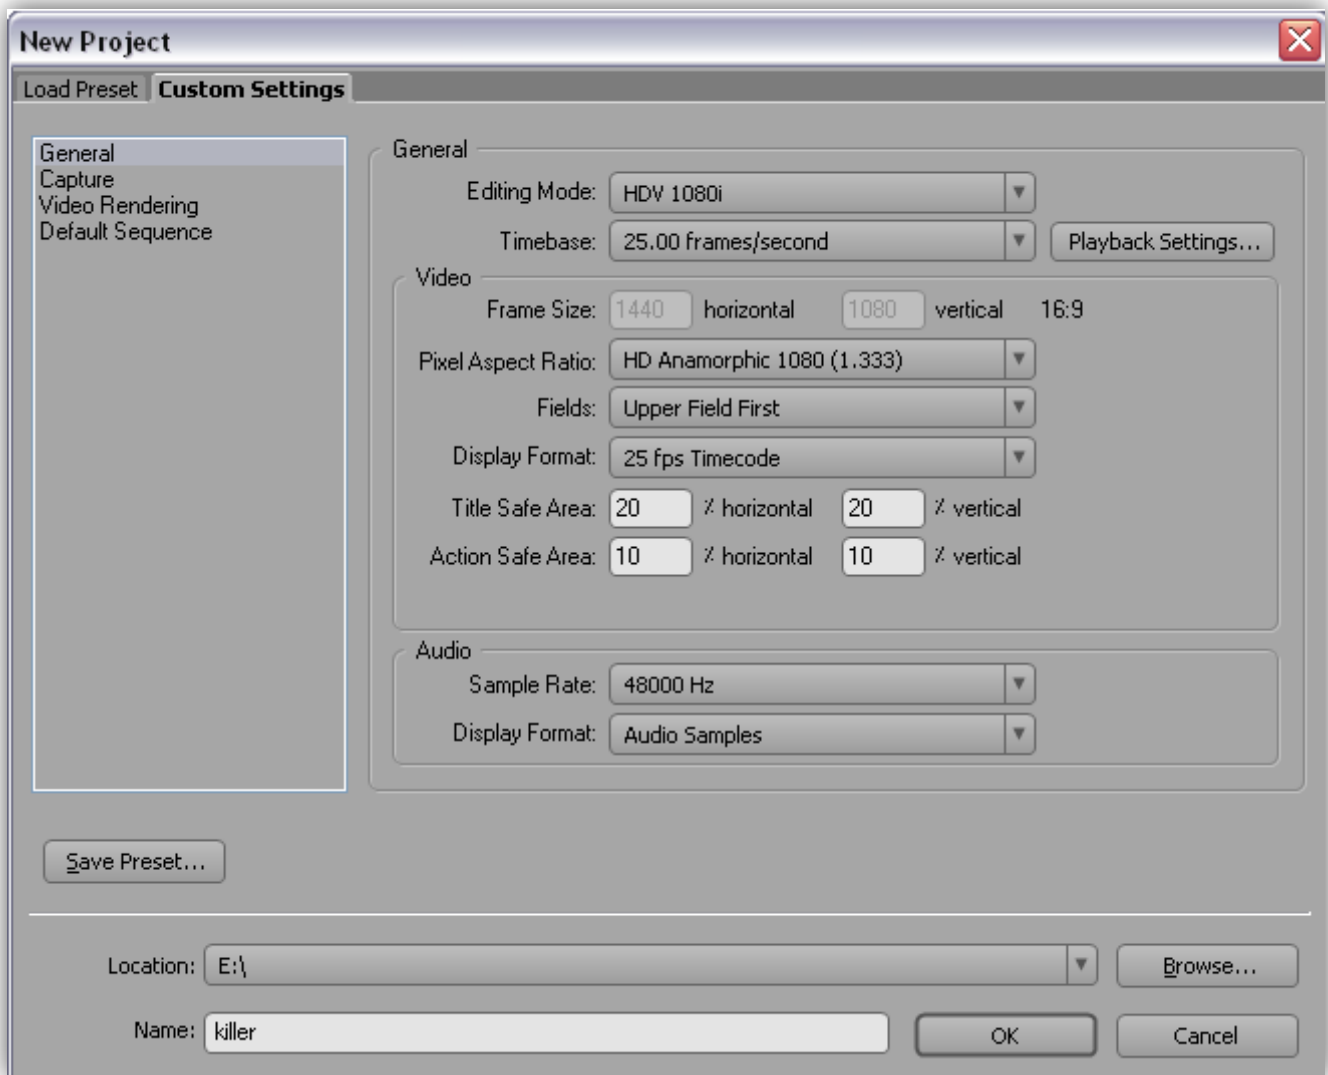 New Project
Load Preset Custom Settings
General
Capture
Video Rendering
Default Sequence
General
Editing Mode: HDV 1080i
Timebase: 25.00 frames/second Playback Settings...
Video
Frame Size: 1440 horizontal 1080 vertical 16:9
Pixel Aspect Ratio: HD Anamorphic 1080 (1.333)
Fields: Upper Field First
Display Format: 25 fps Timecode
Title Safe Area: 20 % horizontal 20 % vertical
Action Safe Area: 10 % horizontal 10 % vertical
Audio
Sample Rate: 48000 Hz
Display Format: Audio Samples
Save Preset...
Location: E:\ Browse...
Name: killer OK Cancel